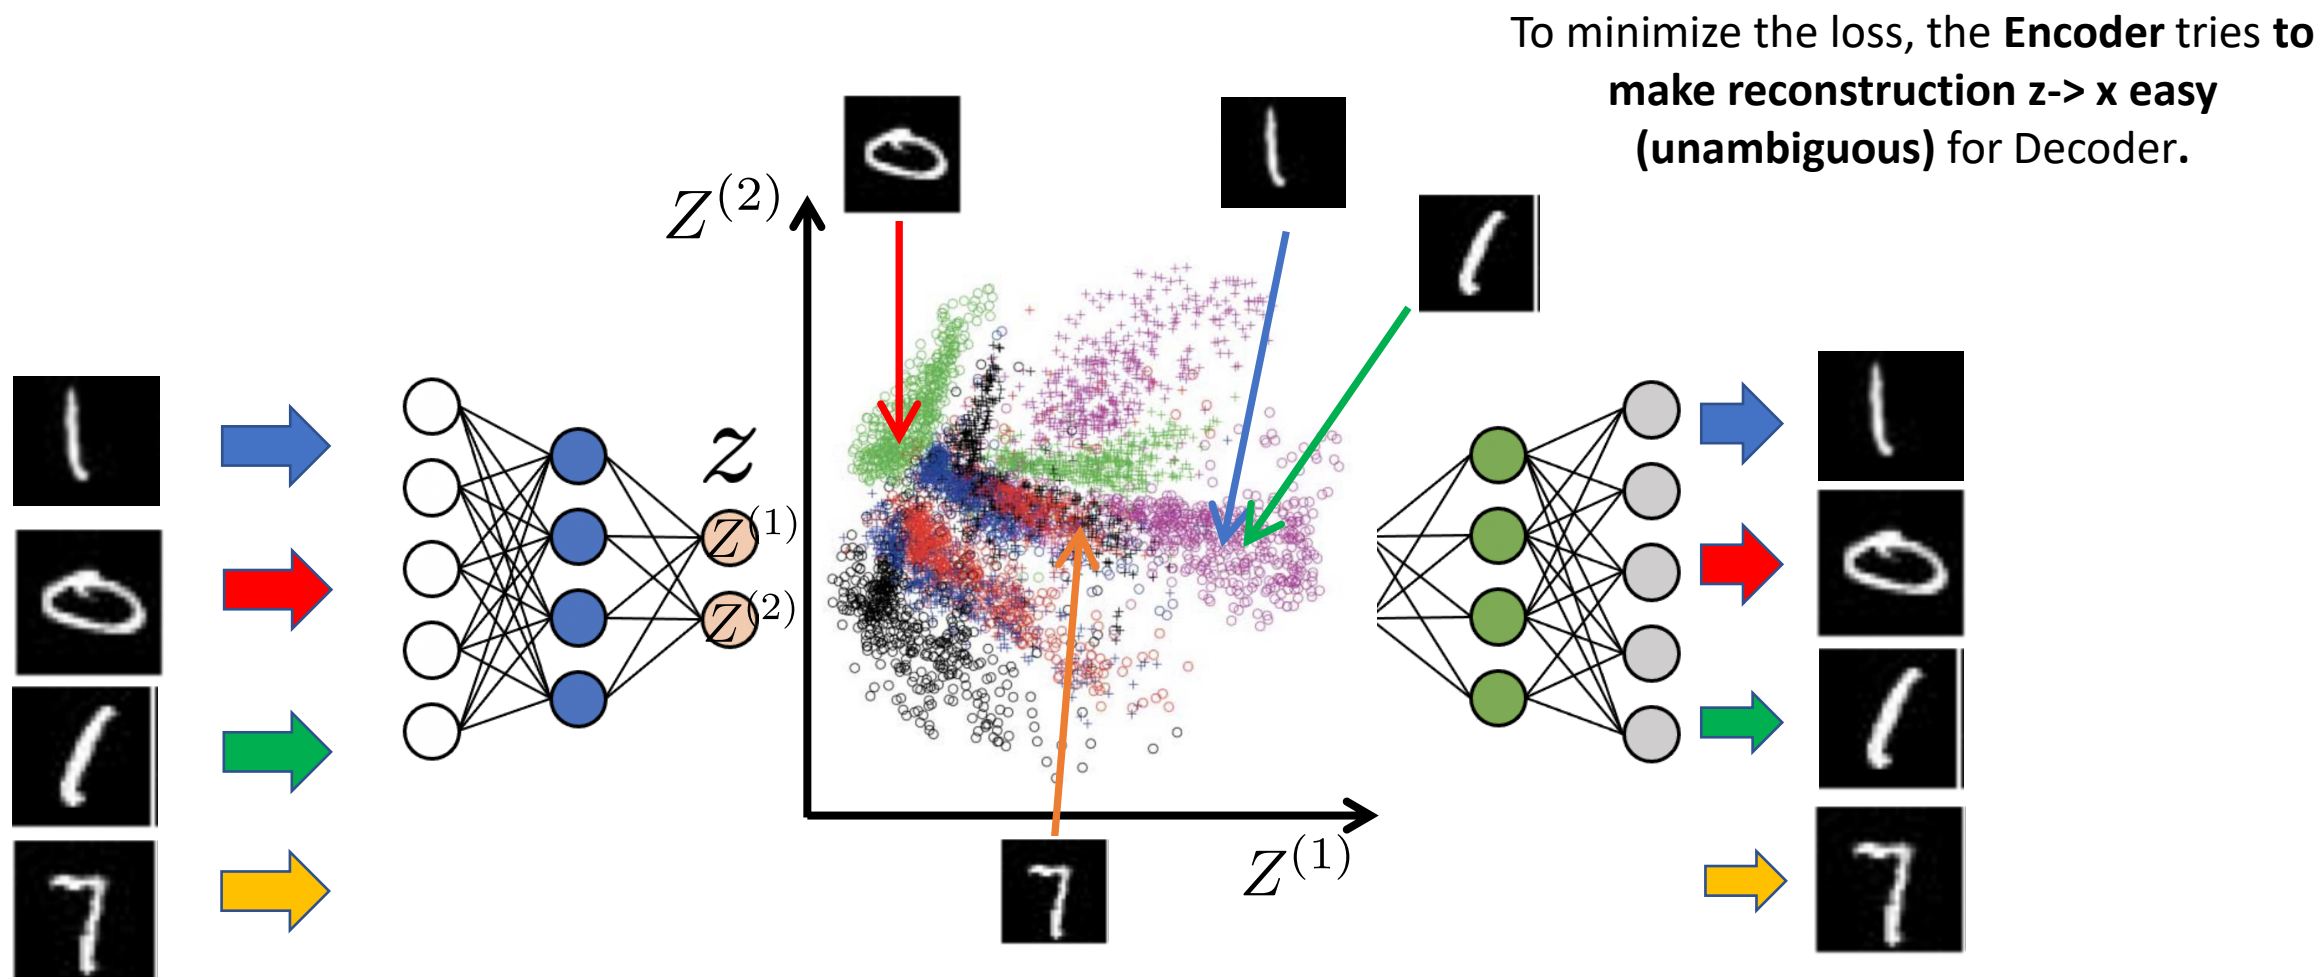 To minimize the loss, the Encoder tries to
make reconstruction z-> x easy
(unambiguous) for Decoder.
Z^(2)
z
z^(1)
z^(2)
Z^(1)